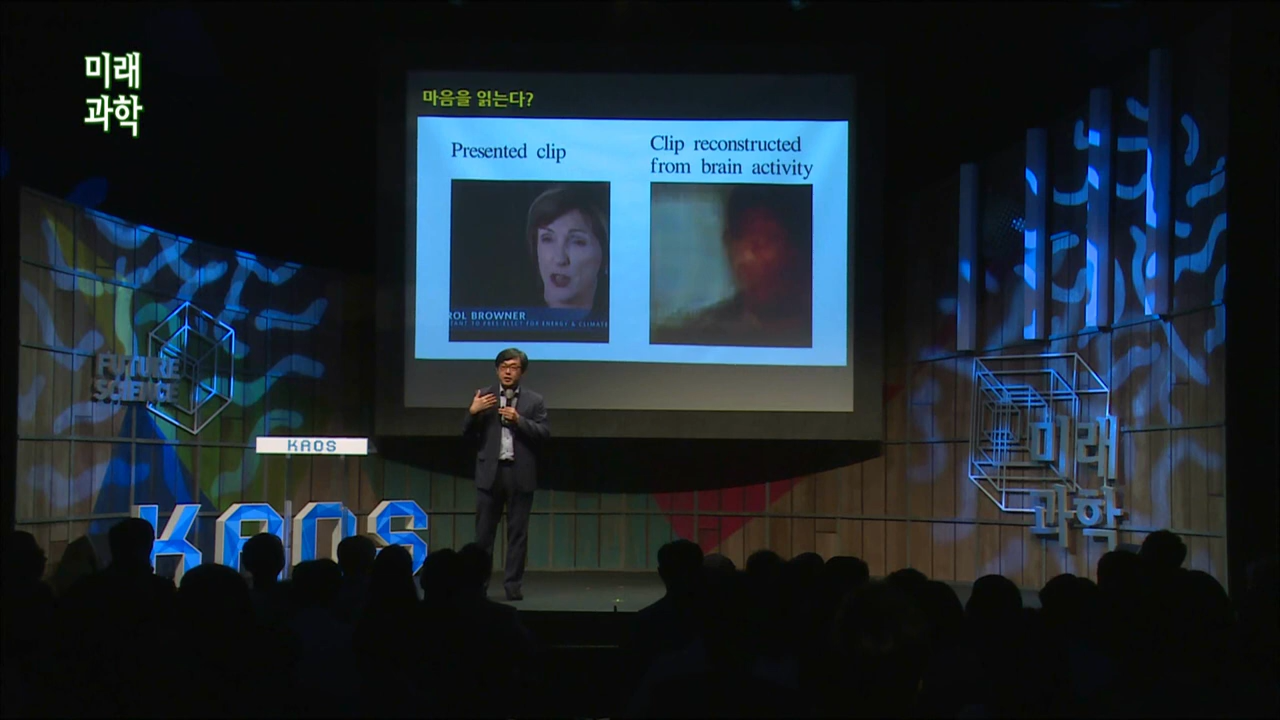 미래
과학
마음을 읽는다?
Presented clip
Clip reconstructed
from brain activity
ROL BROWNER
FUTURE
SCIENCE
KAOS
KAOS
미래
과학